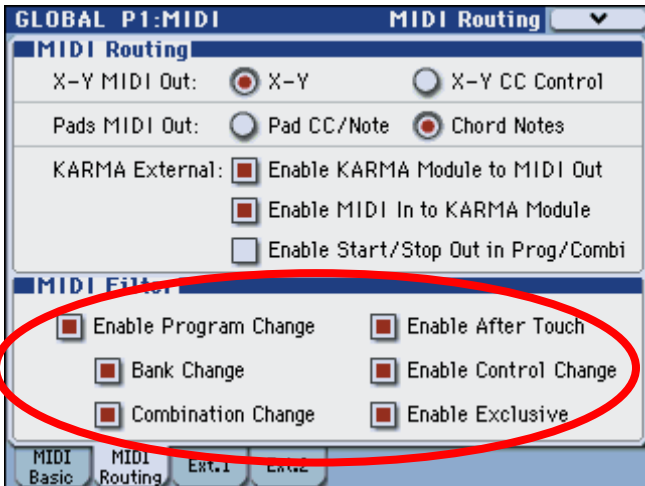 GLOBAL P1:MIDI MIDI Routing
MIDI Routing
X-Y MIDI Out: X-Y X-Y CC Control
Pads MIDI Out: Pad CC/Note Chord Notes
KARMA External: Enable KARMA Module to MIDI Out
Enable MIDI In to KARMA Module
Enable Start/Stop Out in Prog/Combi
MIDI Filter
Enable Program Change Enable After Touch
Bank Change Enable Control Change
Combination Change Enable Exclusive
MIDI Basic MIDI Routing Ext.1 Ext.2